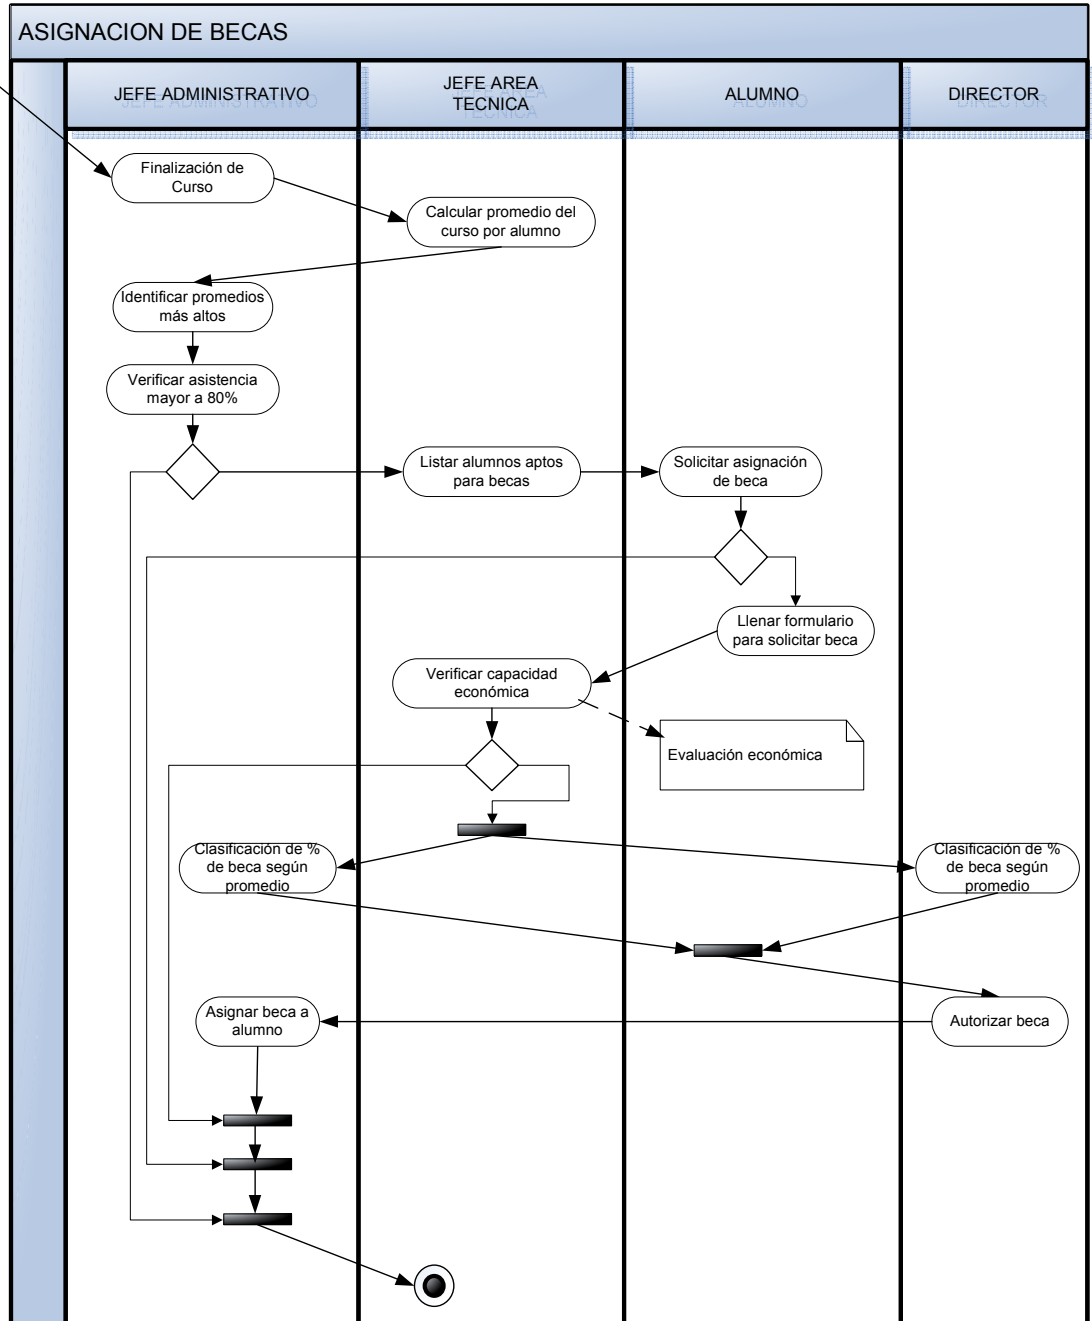 ASIGNACION DE BECAS
JEFE ADMINISTRATIVO
JEFE AREA
TECNICA
ALUMNO
DIRECTOR
Finalización de
Curso
Calcular promedio del
curso por alumno
Identificar promedios
más altos
Verificar asistencia
mayor a 80%
Listar alumnos aptos
para becas
Solicitar asignación
de beca
Llenar formulario
para solicitar beca
Verificar capacidad
económica
Evaluación económica
Clasificación de %
de beca según
promedio
Clasificación de %
de beca según
promedio
Asignar beca a
alumno
Autorizar beca